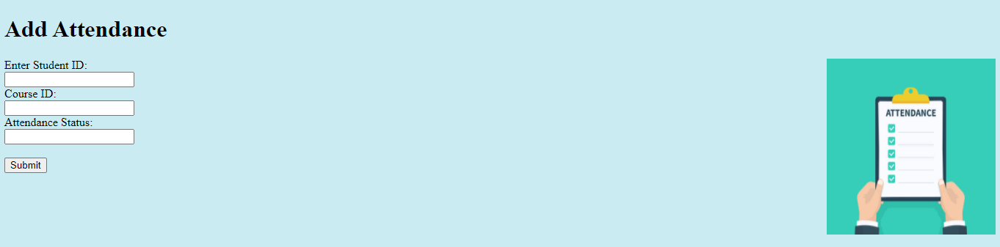 Add Attendance
Enter Student ID:
Course ID:
Attendance Status:
Submit
ATTENDANCE